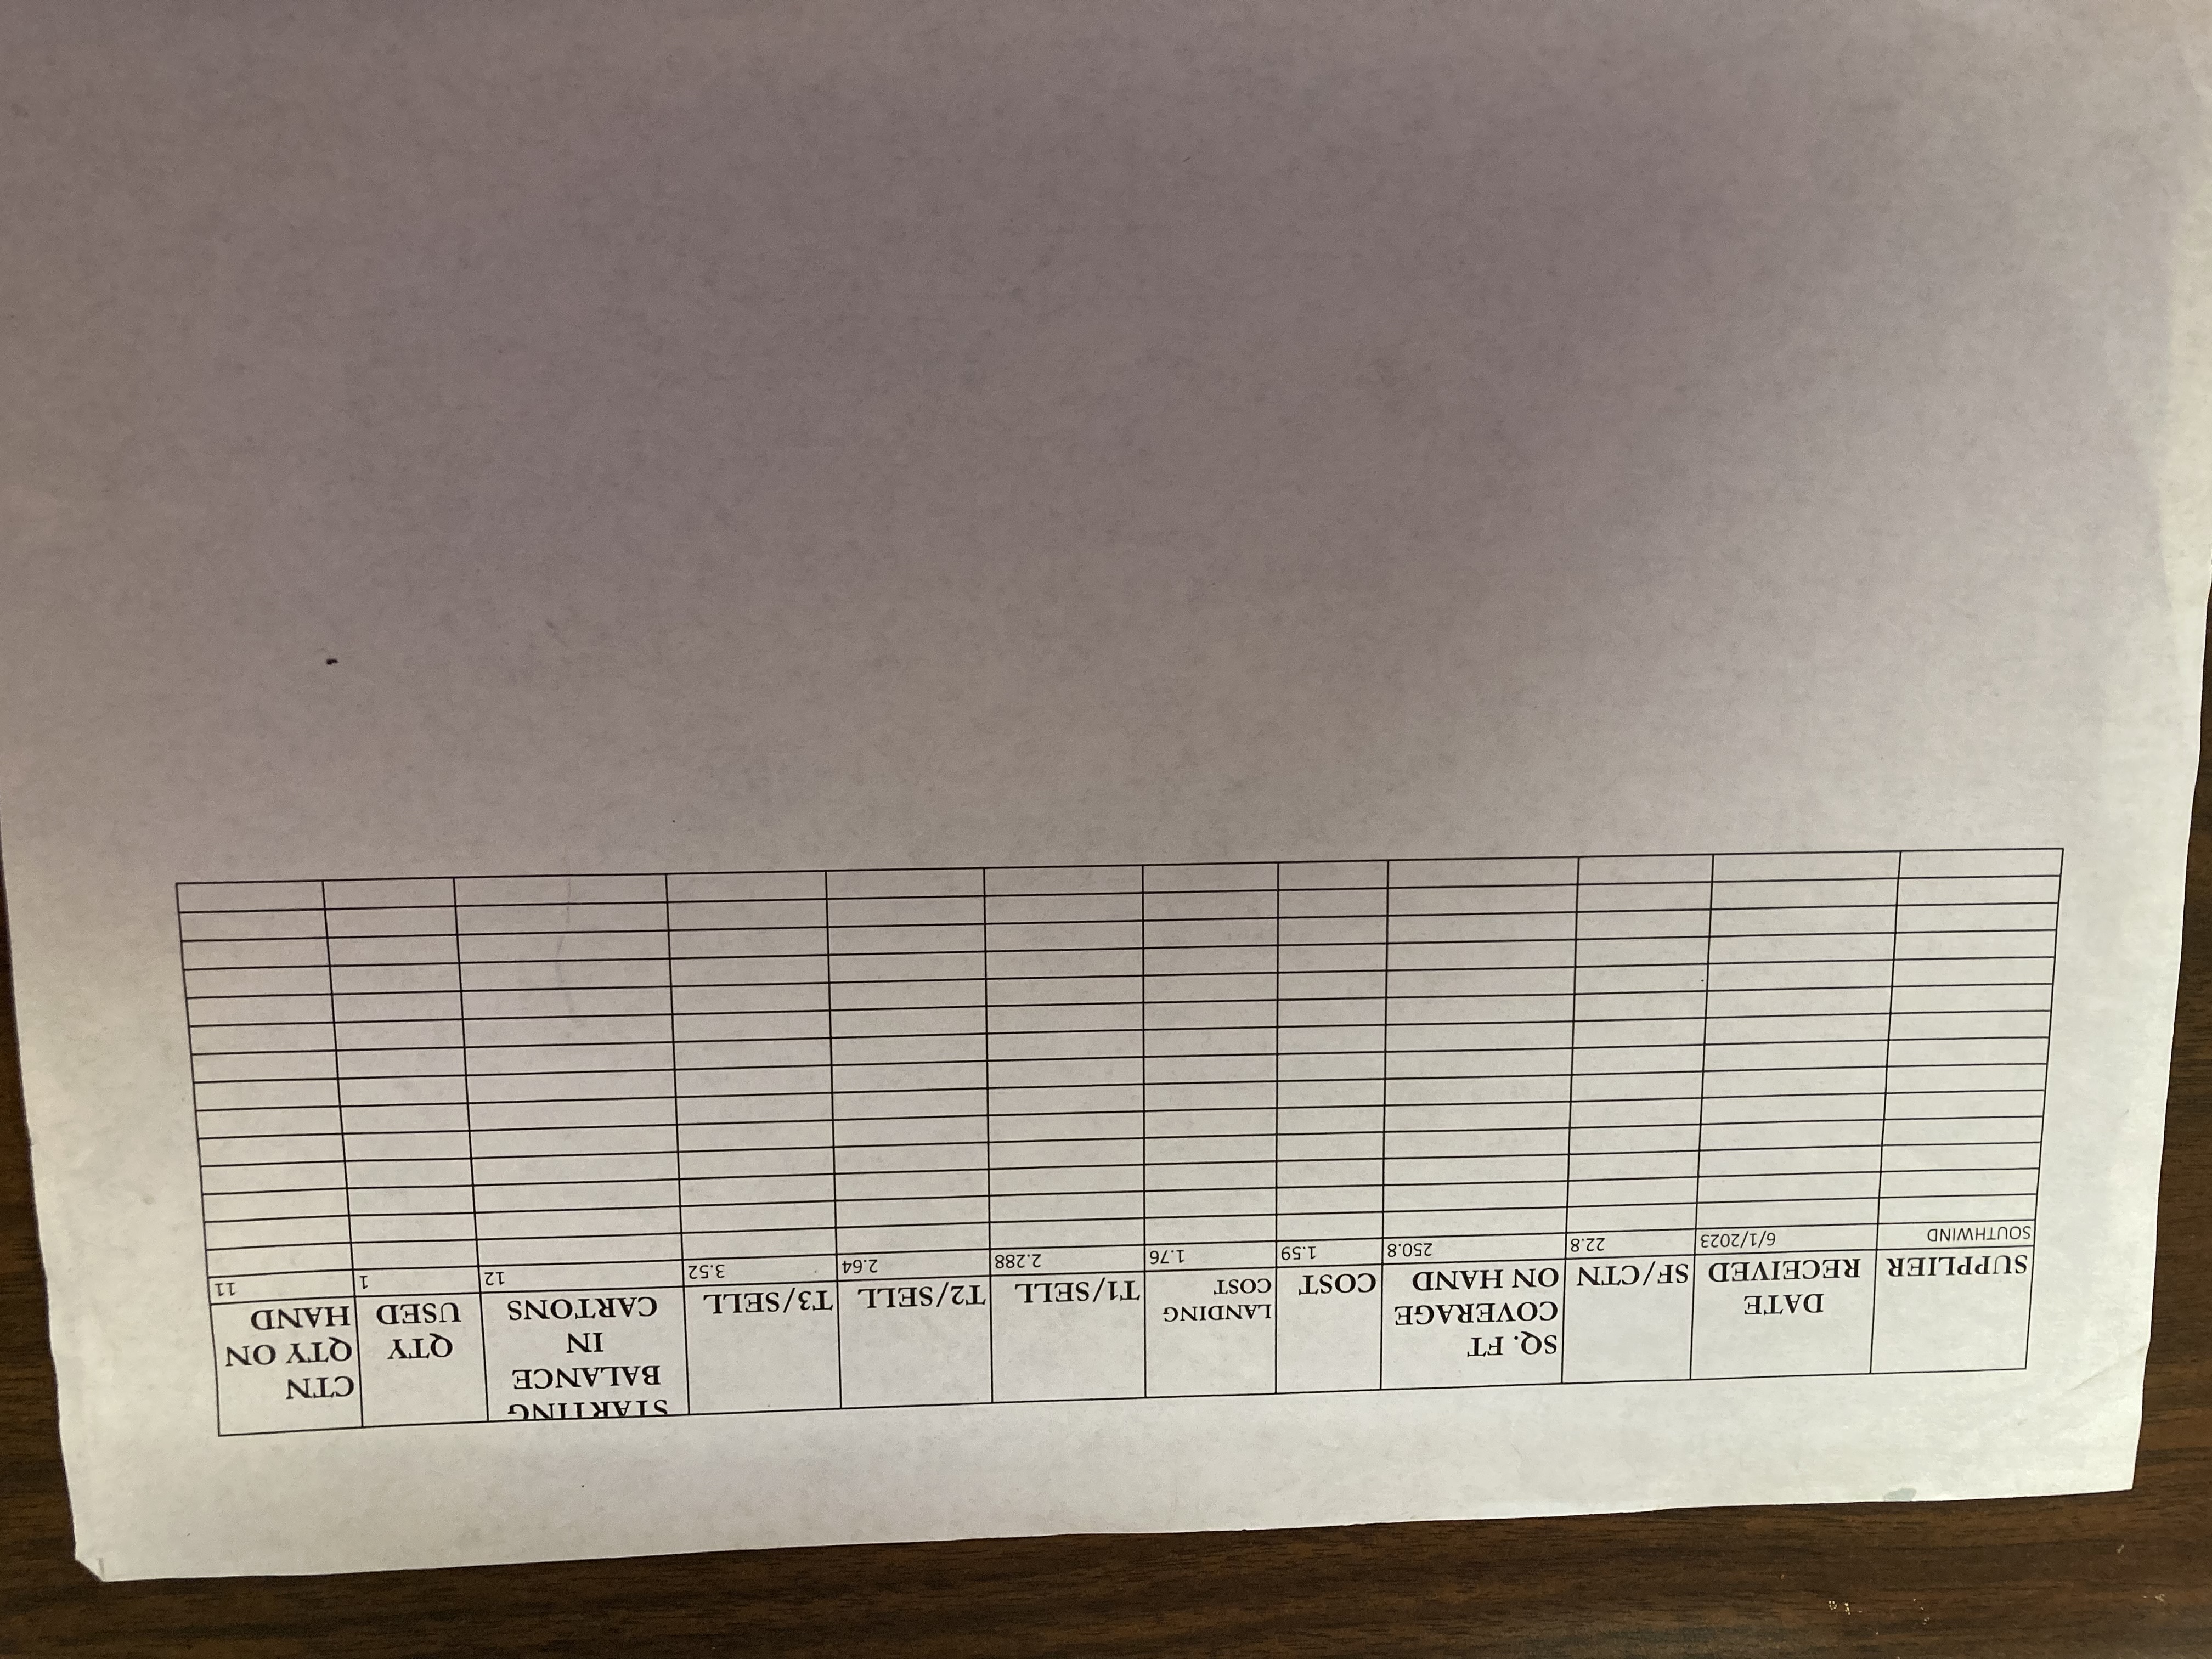 SUPPLIER DATE RECEIVED SF/CTN SQ. FT COVERAGE ON HAND COST LANDING COST T1/SELL T2/SELL T3/SELL STARTING BALANCE IN CARTONS QTY USED CTN QTY ON HAND
SOUTHWIND 6/1/2023 22.8 250.8 1.59 1.76 2.288 2.64 3.52 12 1 11